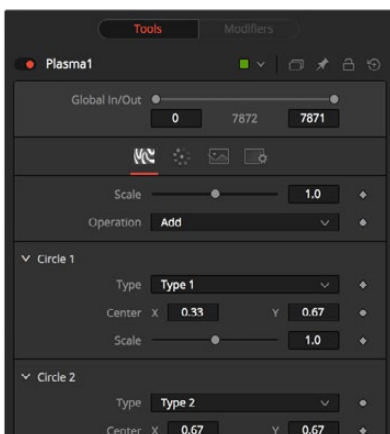 Tools Modifiers
Plasma1
Global In/Out
0 7872 7871
Scale 1.0
Operation Add
Circle 1
Type Type 1
Center X 0.33 Y 0.67
Scale 1.0
Circle 2
Type Type 2
Center X 0.67 Y 0.67